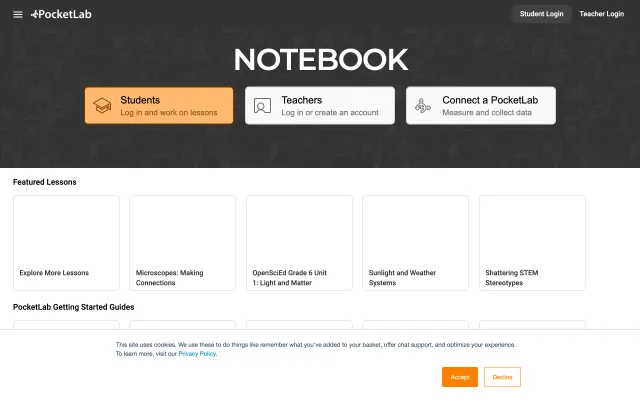 PocketLab
Student Login
Teacher Login
NOTEBOOK
Students
Log in and work on lessons
Teachers
Log in or create an account
Connect a PocketLab
Measure and collect data
Featured Lessons
Explore More Lessons
Microscopes: Making
Connections
OpenSciEd Grade 6 Unit
1: Light and Matter
Sunlight and Weather
Systems
Shattering STEM
Stereotypes
PocketLab Getting Started Guides
This site uses cookies. We use these to do things like remember what you've added to your basket, offer chat support, and optimize your experience.
To learn more, visit our Privacy Policy.
Accept
Decline